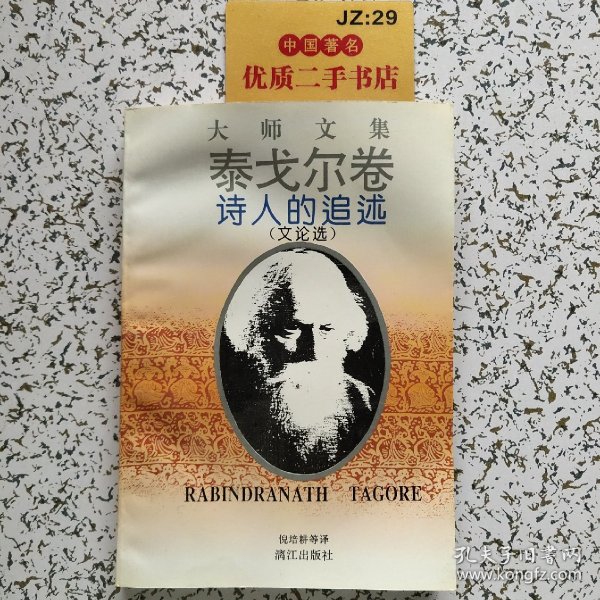 JZ:29
中国著名
优质二手书店
大师文集
泰戈尔卷
诗人的追述
(文论选)
RABINDRANATH TAGORE
倪培耕等译
漓江出版社
孔夫子旧书网
www.kongfz.com